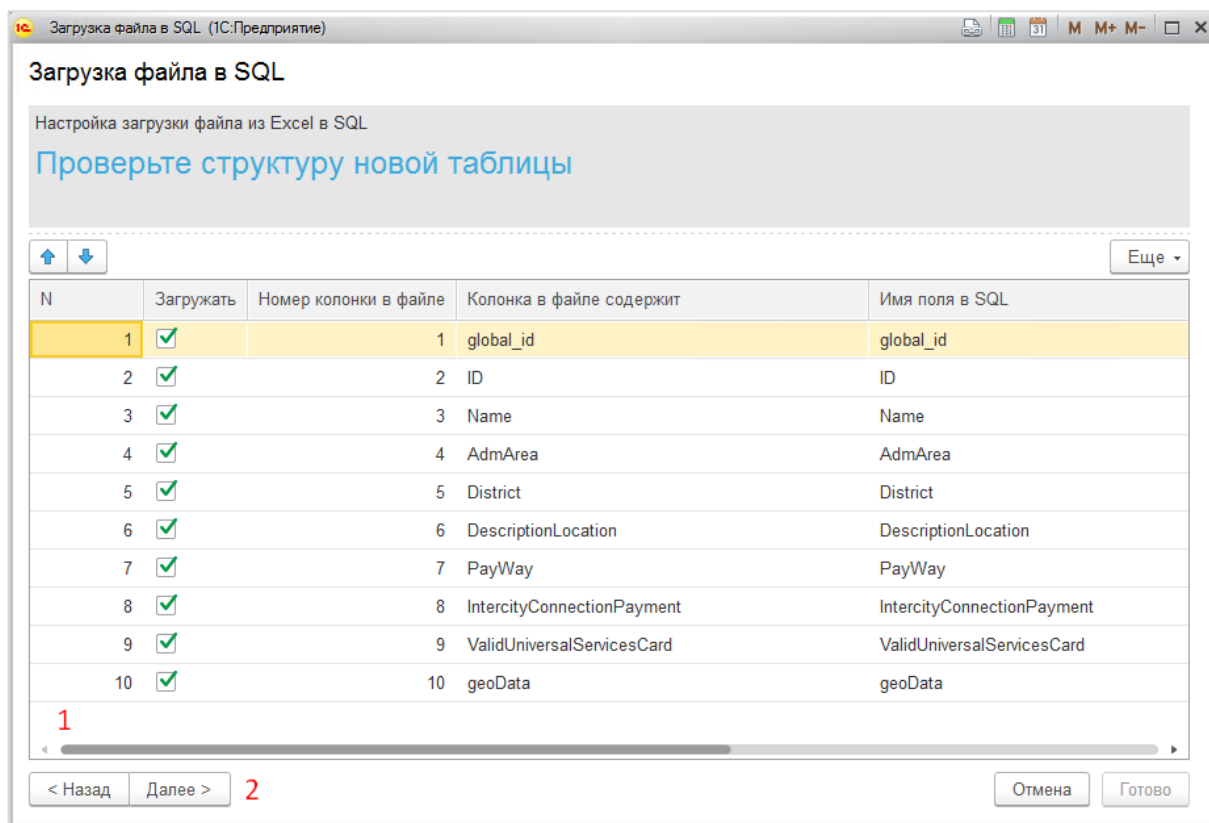 1С Загрузка файла в SQL (1С:Предприятие) 31 M M+ M-
Загрузка файла в SQL
Настройка загрузки файла из Excel в SQL
Проверьте структуру новой таблицы
Еще
N Загружать Номер колонки в файле Колонка в файле содержит Имя поля в SQL
1 1 global_id global_id
2 2 ID ID
3 3 Name Name
4 4 AdmArea AdmArea
5 5 District District
6 6 DescriptionLocation DescriptionLocation
7 7 PayWay PayWay
8 8 IntercityConnectionPayment IntercityConnectionPayment
9 9 ValidUniversalServicesCard ValidUniversalServicesCard
10 10 geoData geoData
1
< Назад Далее > 2 Отмена Готово